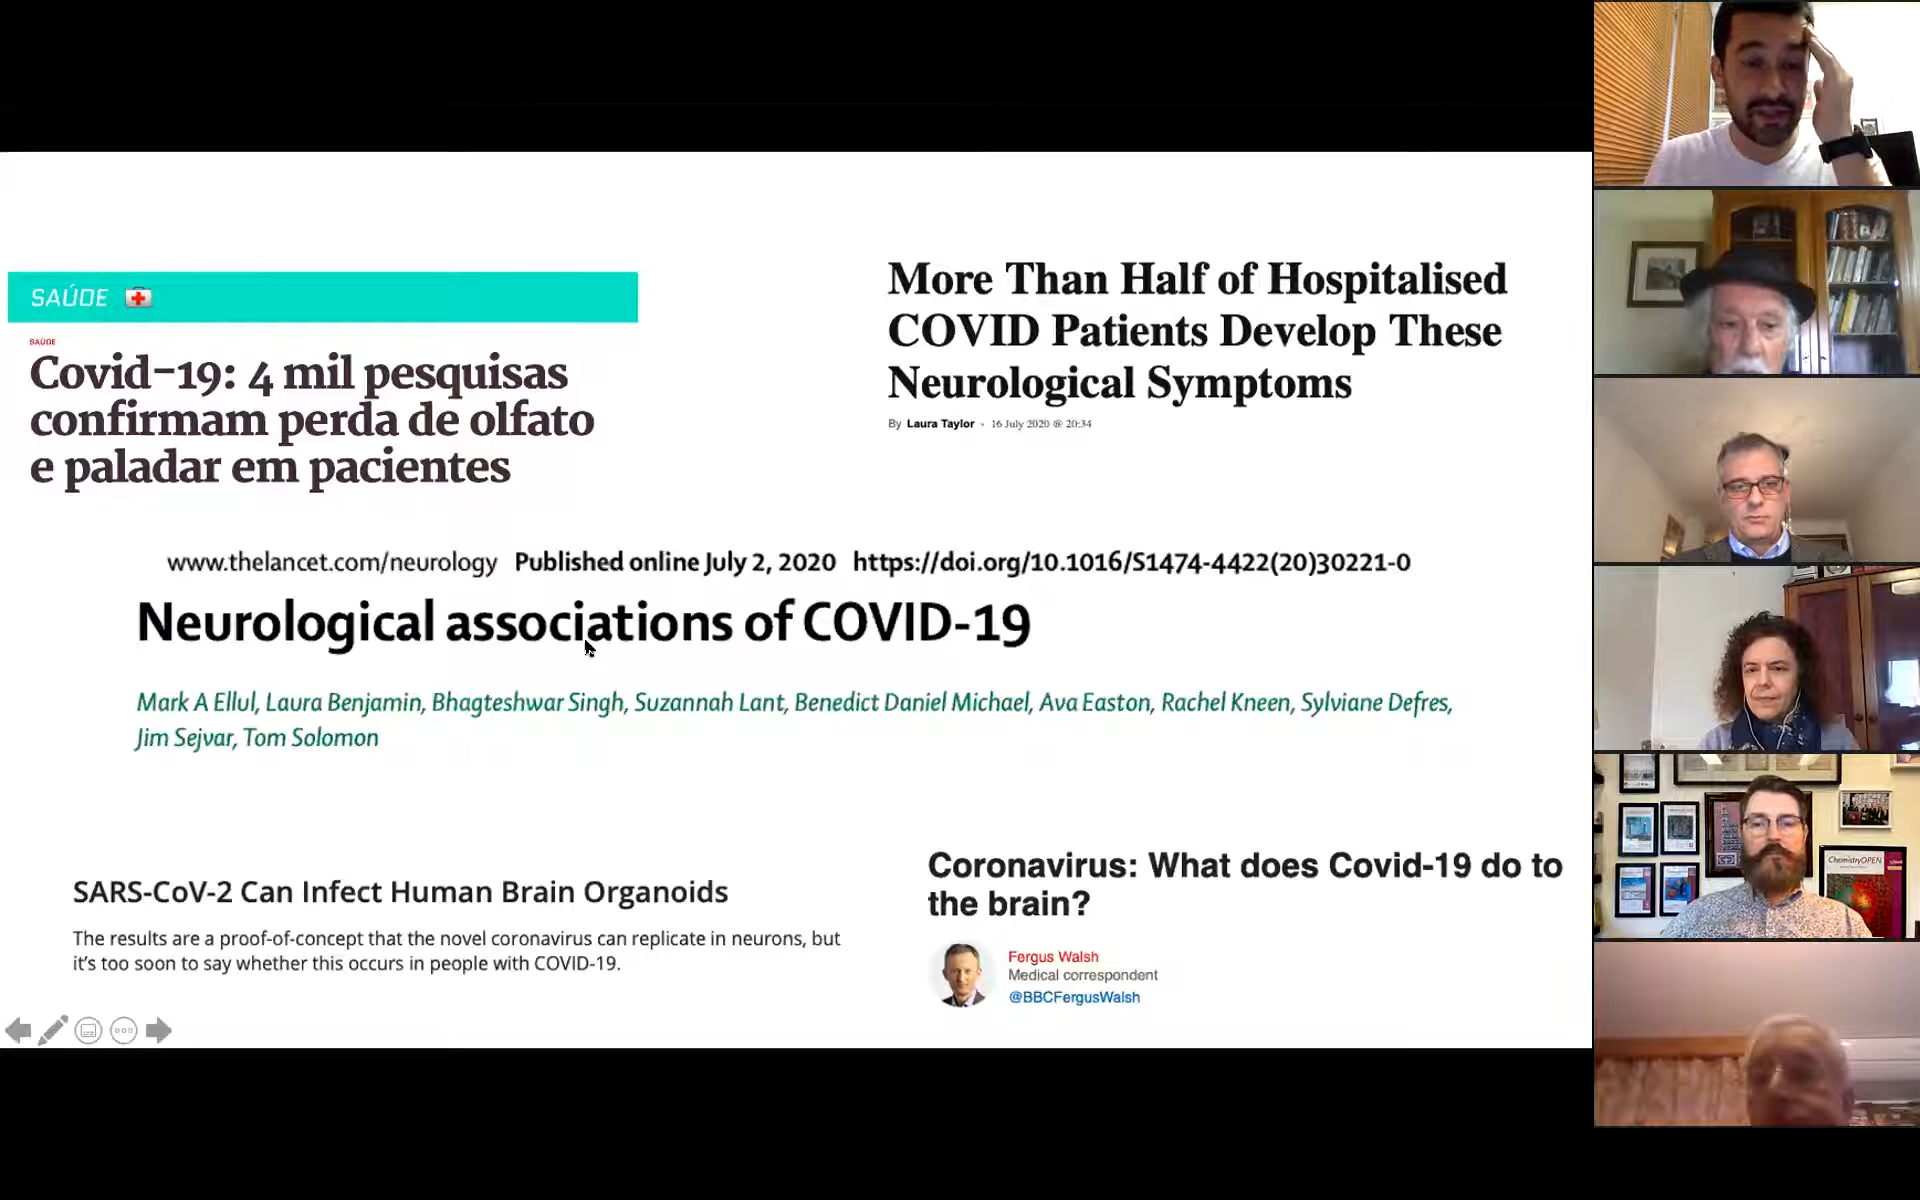 SAÚDE
SAÚDE
Covid-19: 4 mil pesquisas
confirmam perda de olfato
e paladar em pacientes
More Than Half of Hospitalised
COVID Patients Develop These
Neurological Symptoms
By Laura Taylor - 16 July 2020 @ 20:34
www.thelancet.com/neurology Published online July 2, 2020 https://doi.org/10.1016/S1474-4422(20)30221-0
Neurological associations of COVID-19
Mark A Ellul, Laura Benjamin, Bhagteshwar Singh, Suzannah Lant, Benedict Daniel Michael, Ava Easton, Rachel Kneen, Sylviane Defres,
Jim Sejvar, Tom Solomon
SARS-CoV-2 Can Infect Human Brain Organoids
The results are a proof-of-concept that the novel coronavirus can replicate in neurons, but
it's too soon to say whether this occurs in people with COVID-19.
Coronavirus: What does Covid-19 do to
the brain?
Fergus Walsh
Medical correspondent
@BBCFergusWalsh
ChemistryOPEN